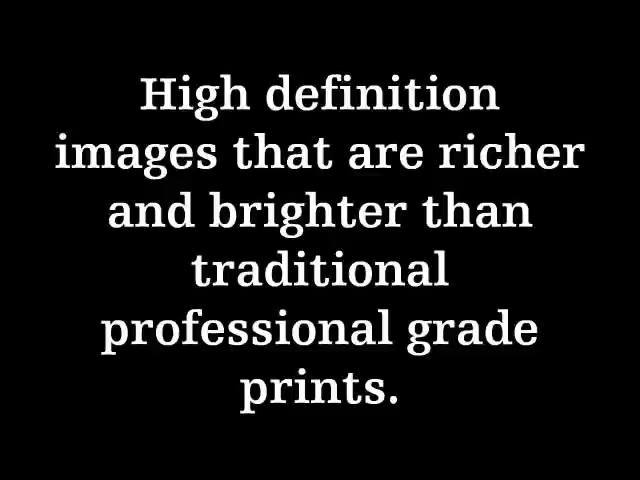 High definition
images that are richer
and brighter than
traditional
professional grade
prints.